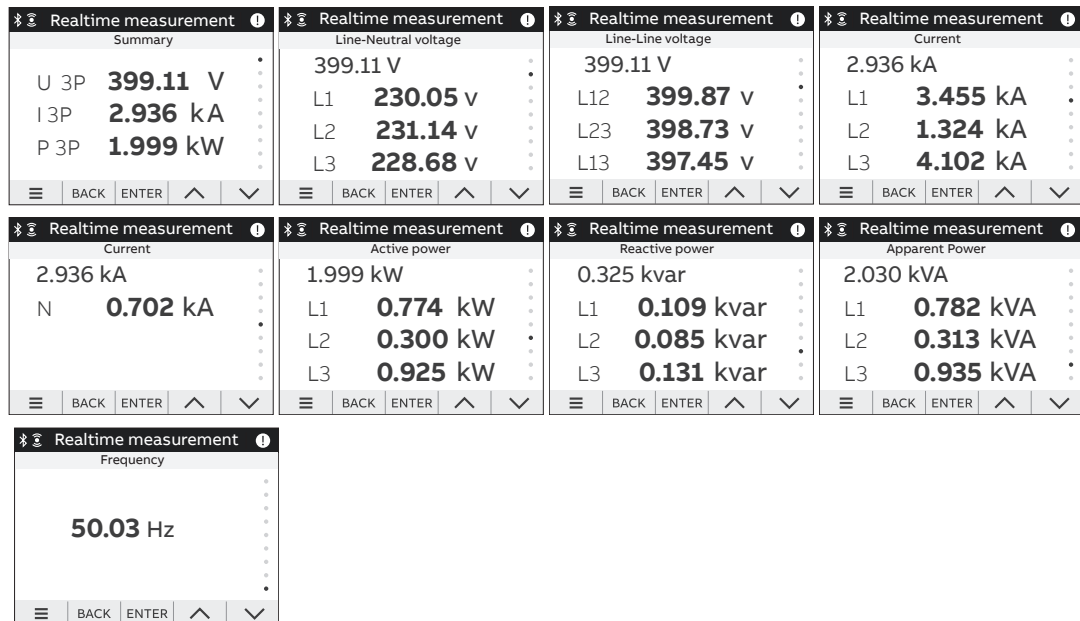 Realtime measurement
Summary
U 3P 399.11 V
I 3P 2.936 kA
P 3P 1.999 kW
BACK ENTER
Realtime measurement
Line-Neutral voltage
399.11 V
L1 230.05 V
L2 231.14 V
L3 228.68 V
BACK ENTER
Realtime measurement
Line-Line voltage
399.11 V
L12 399.87 V
L23 398.73 V
L13 397.45 V
BACK ENTER
Realtime measurement
Current
2.936 kA
L1 3.455 kA
L2 1.324 kA
L3 4.102 kA
BACK ENTER
Realtime measurement
Current
2.936 kA
N 0.702 kA
BACK ENTER
Realtime measurement
Active power
1.999 kW
L1 0.774 kW
L2 0.300 kW
L3 0.925 kW
BACK ENTER
Realtime measurement
Reactive power
0.325 kvar
L1 0.109 kvar
L2 0.085 kvar
L3 0.131 kvar
BACK ENTER
Realtime measurement
Apparent Power
2.030 kVA
L1 0.782 kVA
L2 0.313 kVA
L3 0.935 kVA
BACK ENTER
Realtime measurement
Frequency
50.03 Hz
BACK ENTER